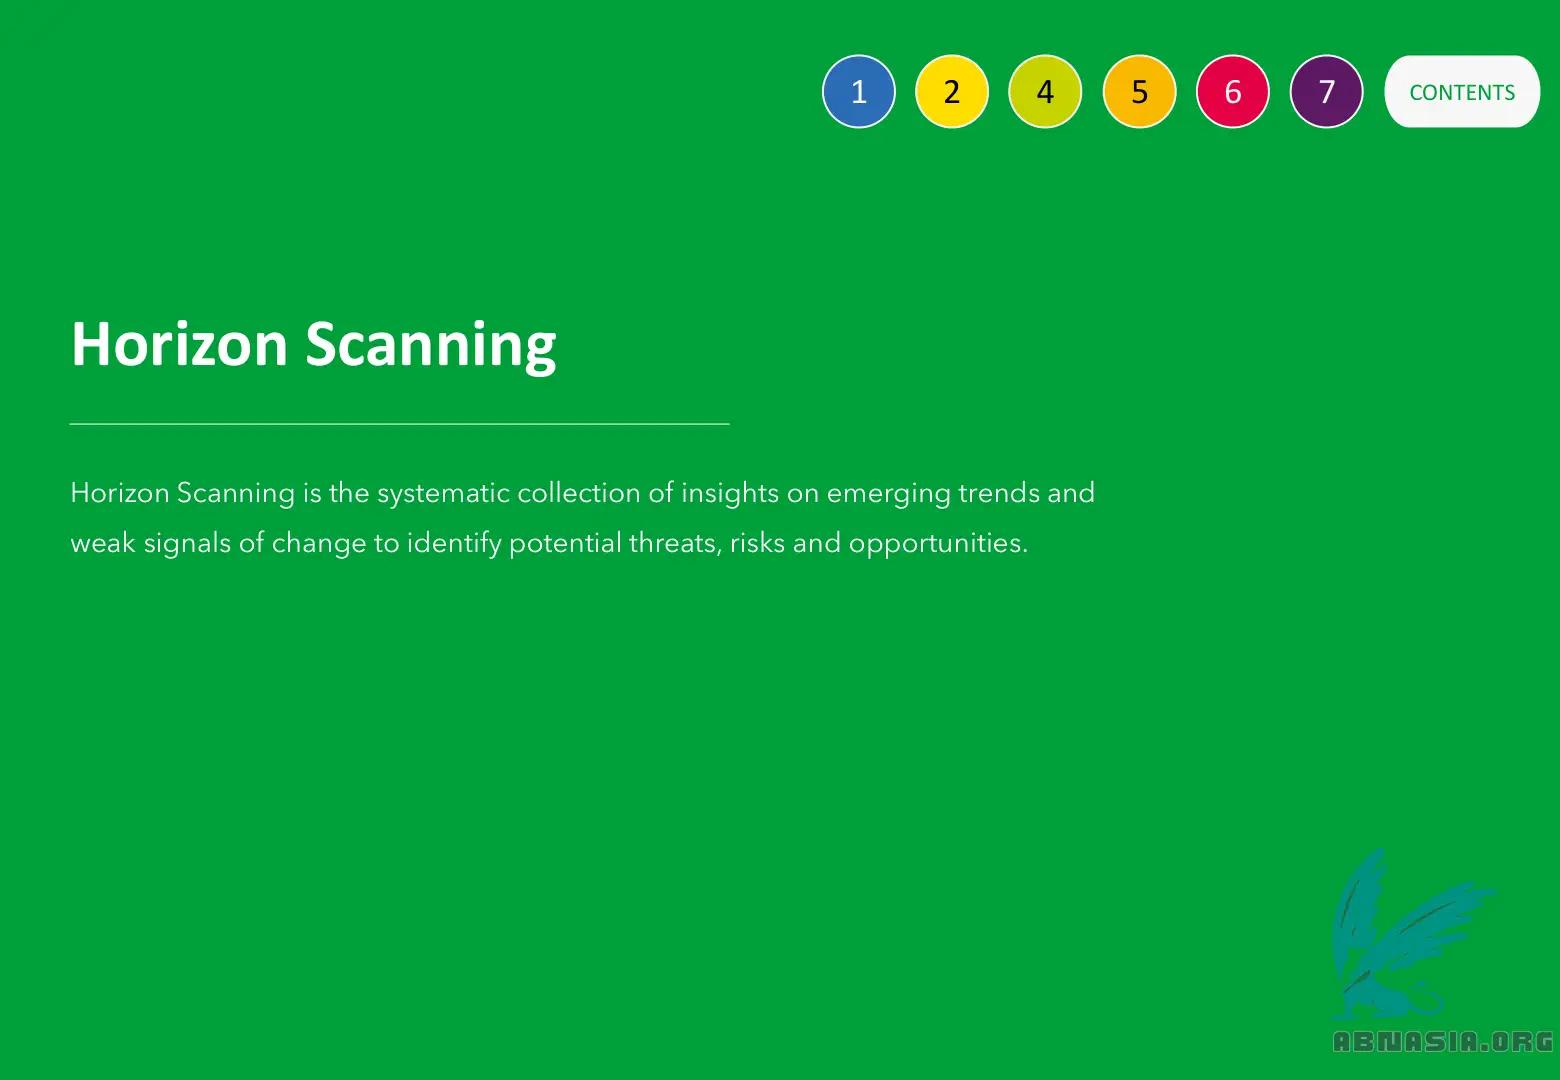 1 2 4 5 6 7 CONTENTS
Horizon Scanning
Horizon Scanning is the systematic collection of insights on emerging trends and
weak signals of change to identify potential threats, risks and opportunities.
ABNASIA.ORG